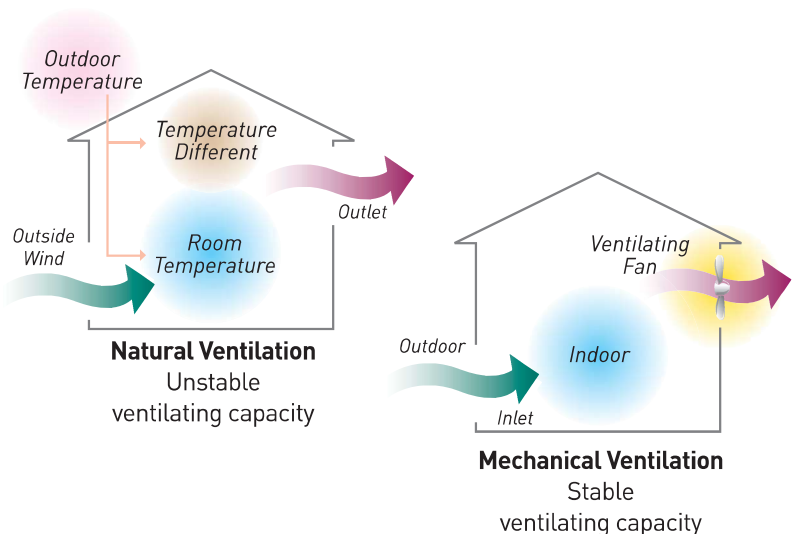 Outdoor
Temperature
Temperature
Different
Outlet
Outside
Wind
Room
Temperature
Natural Ventilation
Unstable
ventilating capacity
Ventilating
Fan
Outdoor
Indoor
Inlet
Mechanical Ventilation
Stable
ventilating capacity